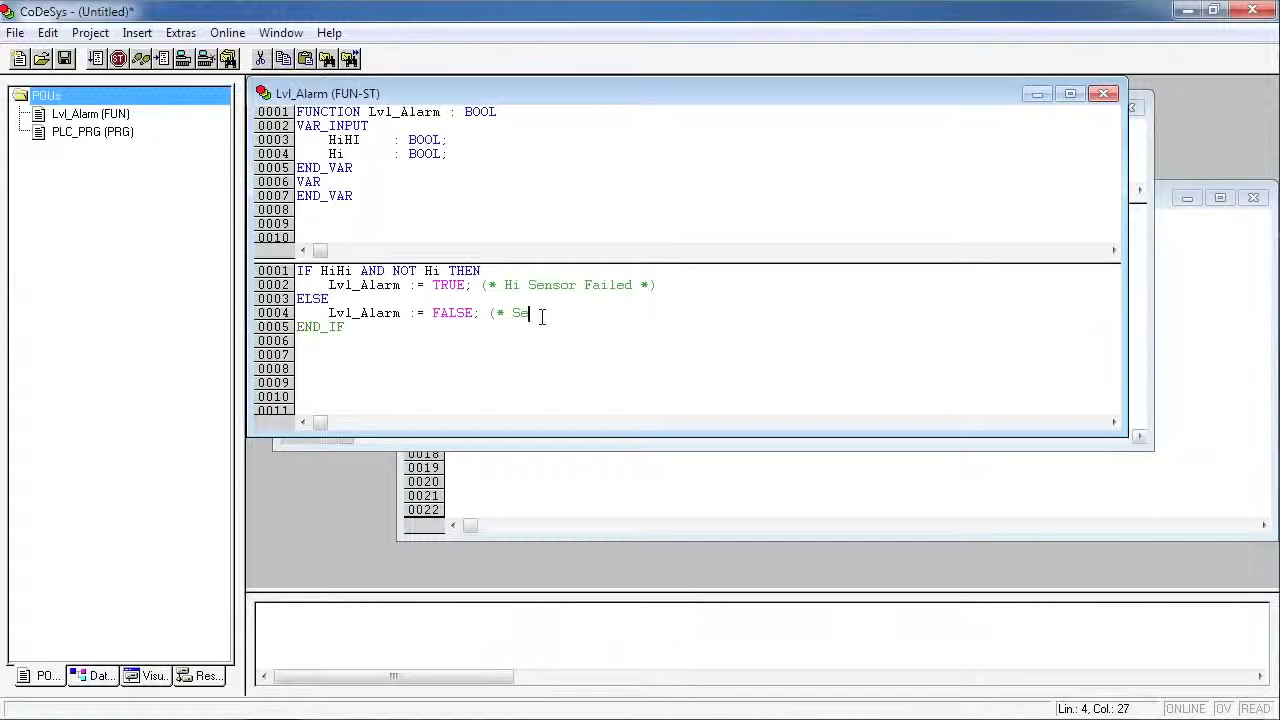 CoDeSys - (Untitled)*
File Edit Project Insert Extras Online Window Help
POUs
Lvl_Alarm (FUN)
PLC_PRG (PRG)
Lvl_Alarm (FUN-ST)
0001 FUNCTION Lvl_Alarm : BOOL
0002 VAR_INPUT
0003 HiHI : BOOL;
0004 Hi : BOOL;
0005 END_VAR
0006 VAR
0007 END_VAR
0008
0009
0010
0001 IF HiHi AND NOT Hi THEN
0002 Lvl_Alarm := TRUE; (* Hi Sensor Failed *)
0003 ELSE
0004 Lvl_Alarm := FALSE; (* Se
0005 END_IF
0006
0007
0008
0009
0010
0011
0018
0019
0020
0021
0022
PO... Dat... Visu... Res...
Lin.: 4, Col.: 27 ONLINE OV READ